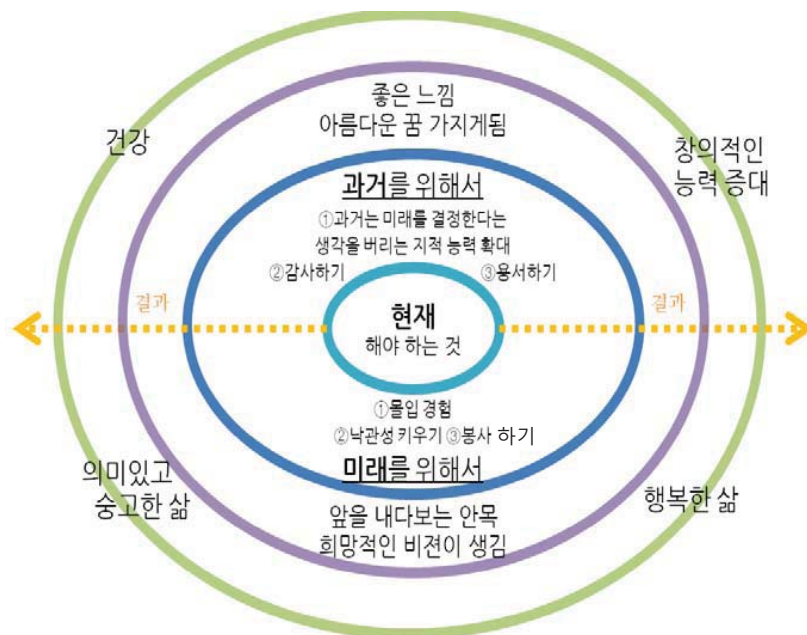 좋은 느낌
아름다운 꿈 가지게됨
건강
창의적인
능력 증대
과거를 위해서
①과거는 미래를 결정한다는
생각을 버리는 지적 능력 확대
②감사하기 ③용서하기
결과
결과
현재
해야 하는 것
①몰입 경험
②낙관성 키우기 ③봉사 하기
미래를 위해서
의미있고
숭고한 삶
행복한 삶
앞을 내다보는 안목
희망적인 비젼이 생김